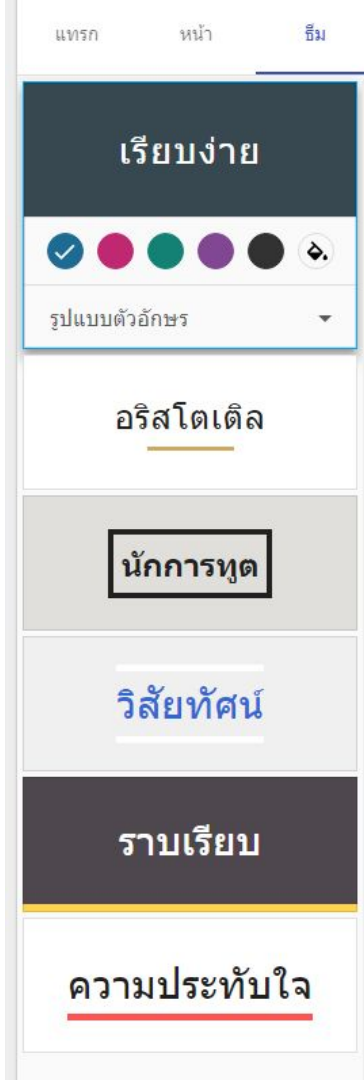 แทรก หน้า ธีม
เรียบง่าย
รูปแบบตัวอักษร
อริสโตเติล
นักการทูต
วิสัยทัศน์
ราบเรียบ
ความประทับใจ